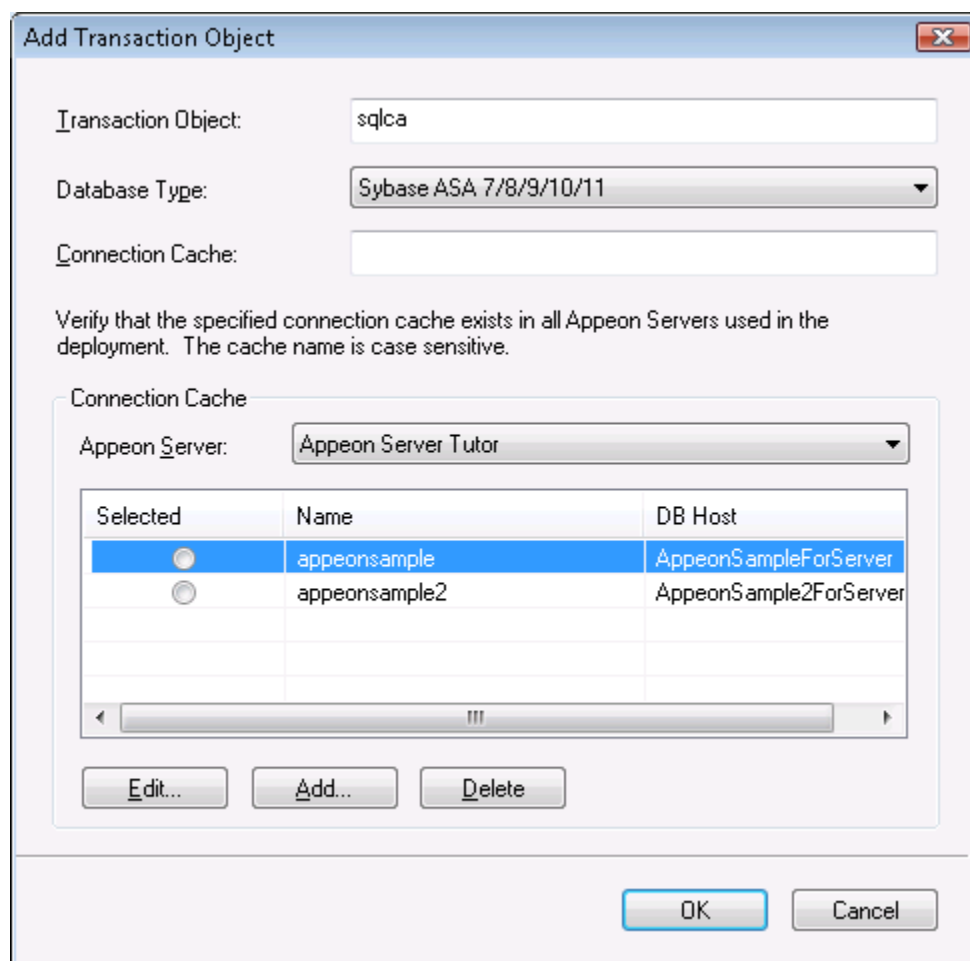 Add Transaction Object
Transaction Object: sqlca
Database Type: Sybase ASA 7/8/9/10/11
Connection Cache:
Verify that the specified connection cache exists in all Appeon Servers used in the
deployment. The cache name is case sensitive.
Connection Cache
Appeon Server: Appeon Server Tutor
Selected Name DB Host
appeonsample AppeonSampleForServer
appeonsample2 AppeonSample2ForServer
Edit... Add... Delete
OK Cancel